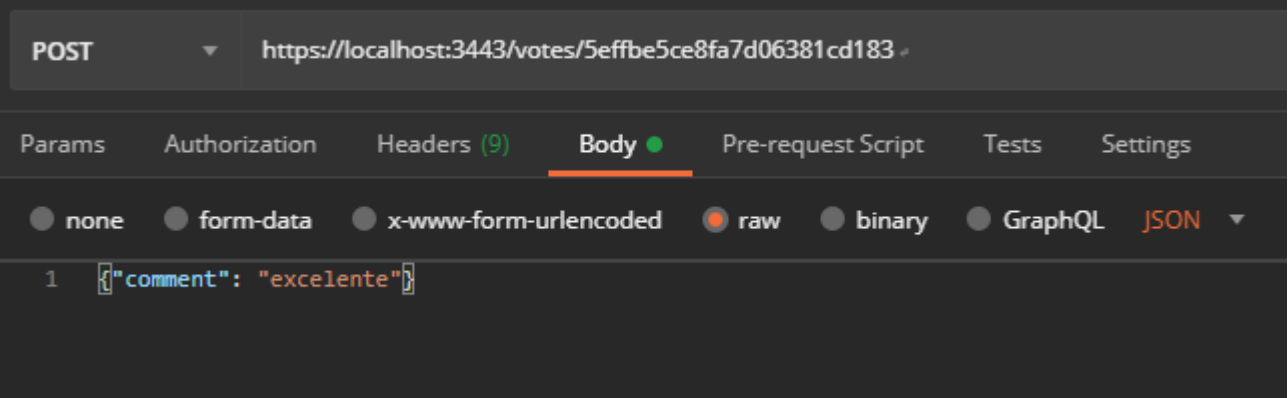 POST https://localhost:3443/votes/5effbe5ce8fa7d06381cd183 ↵
Params Authorization Headers (9) Body Pre-request Script Tests Settings
none form-data x-www-form-urlencoded raw binary GraphQL JSON
1 {"comment": "excelente"}